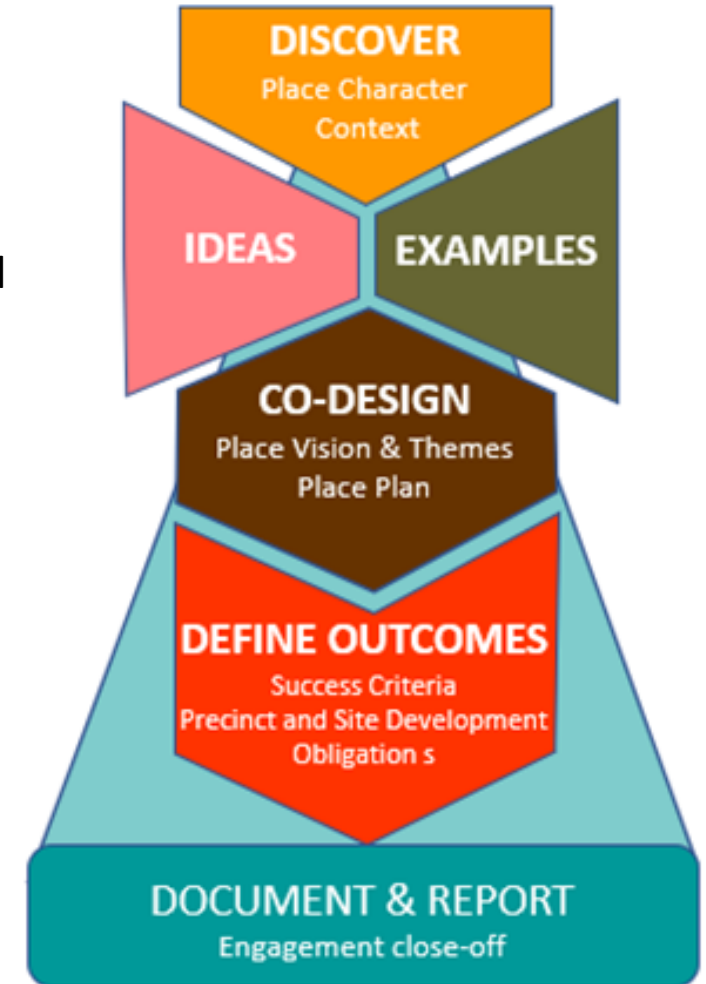 DISCOVER
Place Character
Context
IDEAS
EXAMPLES
CO-DESIGN
Place Vision & Themes
Place Plan
DEFINE OUTCOMES
Success Criteria
Precinct and Site Development
Obligation s
DOCUMENT & REPORT
Engagement close-off